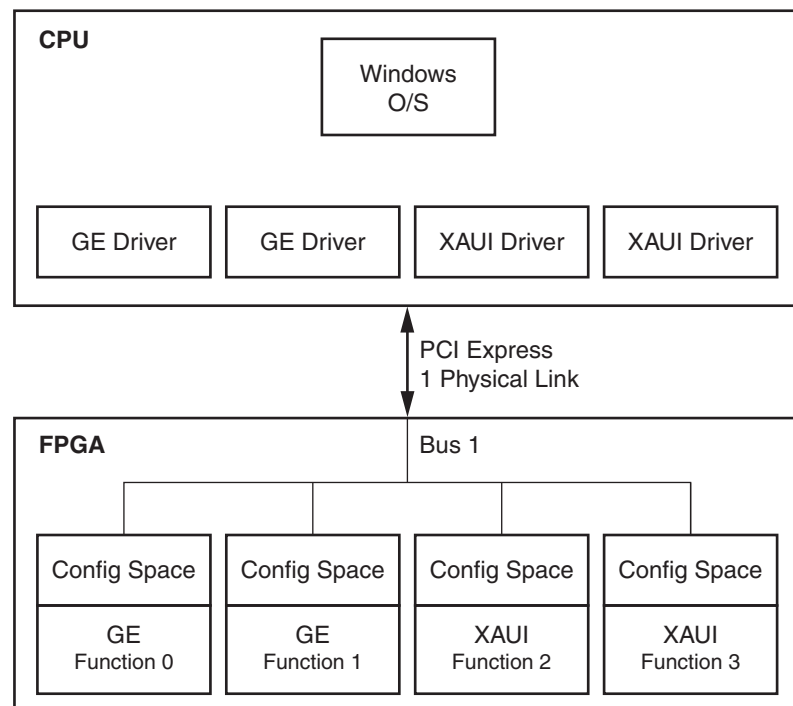 CPU
Windows
O/S
GE Driver
GE Driver
XAUI Driver
XAUI Driver
PCI Express
1 Physical Link
FPGA
Bus 1
Config Space
Config Space
Config Space
Config Space
GE
Function 0
GE
Function 1
XAUI
Function 2
XAUI
Function 3